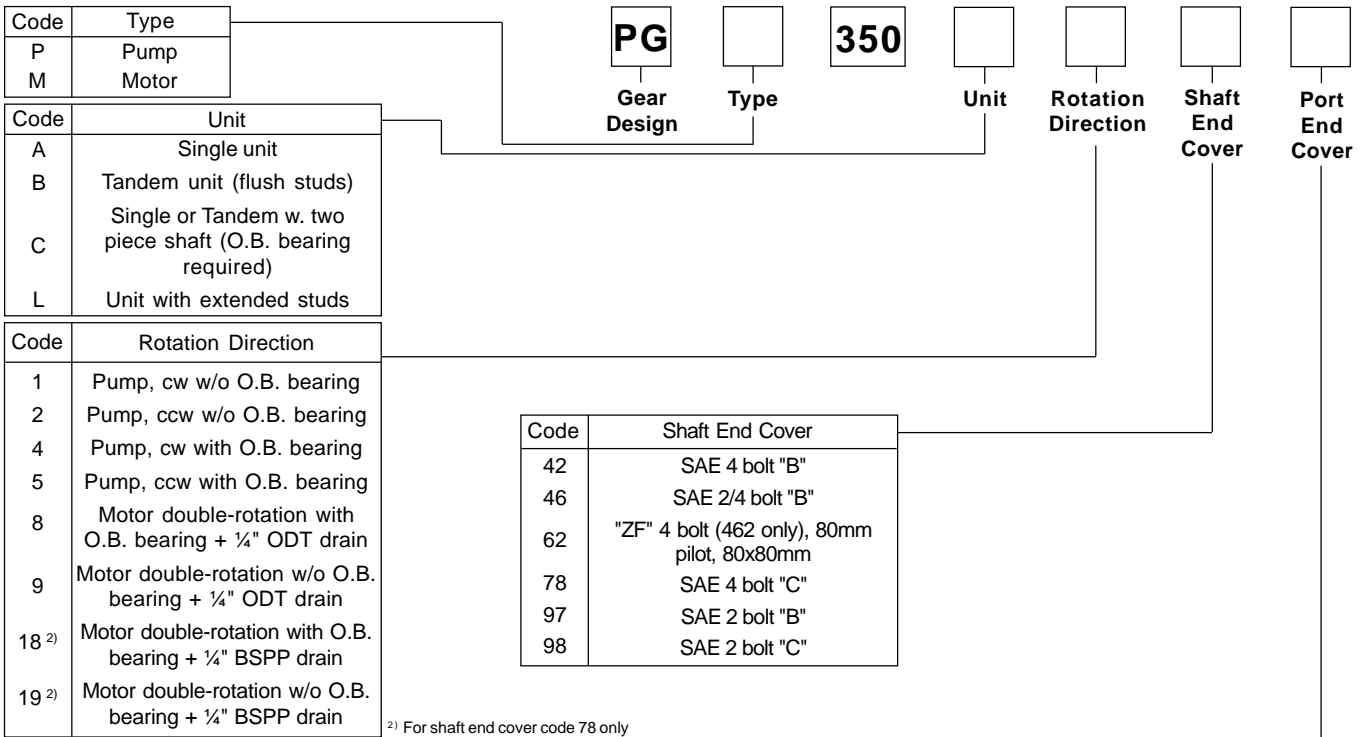 Code Type
P Pump
M Motor
PG 350
Gear Design
Type
Unit
Rotation Direction
Shaft End Cover
Port End Cover
Code Unit
A Single unit
B Tandem unit (flush studs)
C Single or Tandem w. two
piece shaft (O.B. bearing
required)
L Unit with extended studs
Code Rotation Direction
1 Pump, cw w/o O.B. bearing
2 Pump, ccw w/o O.B. bearing
4 Pump, cw with O.B. bearing
5 Pump, ccw with O.B. bearing
8 Motor double-rotation with
O.B. bearing + ¼" ODT drain
9 Motor double-rotation w/o O.B.
bearing + ¼" ODT drain
18 2) Motor double-rotation with O.B.
bearing + ¼" BSPP drain
19 2) Motor double-rotation w/o O.B.
bearing + ¼" BSPP drain
Code Shaft End Cover
42 SAE 4 bolt "B"
46 SAE 2/4 bolt "B"
62 "ZF" 4 bolt (462 only), 80mm
pilot, 80x80mm
78 SAE 4 bolt "C"
97 SAE 2 bolt "B"
98 SAE 2 bolt "C"
2) For shaft end cover code 78 only